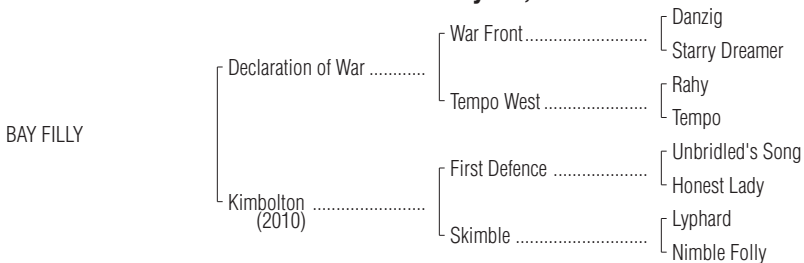 War Front........................ Danzig
Starry Dreamer
Declaration of War ............
Tempo West ...................... Rahy
Tempo
BAY FILLY
First Defence .................... Unbridled's Song
Honest Lady
Kimbolton ........................
(2010)
Skimble ............................ Lyphard
Nimble Folly